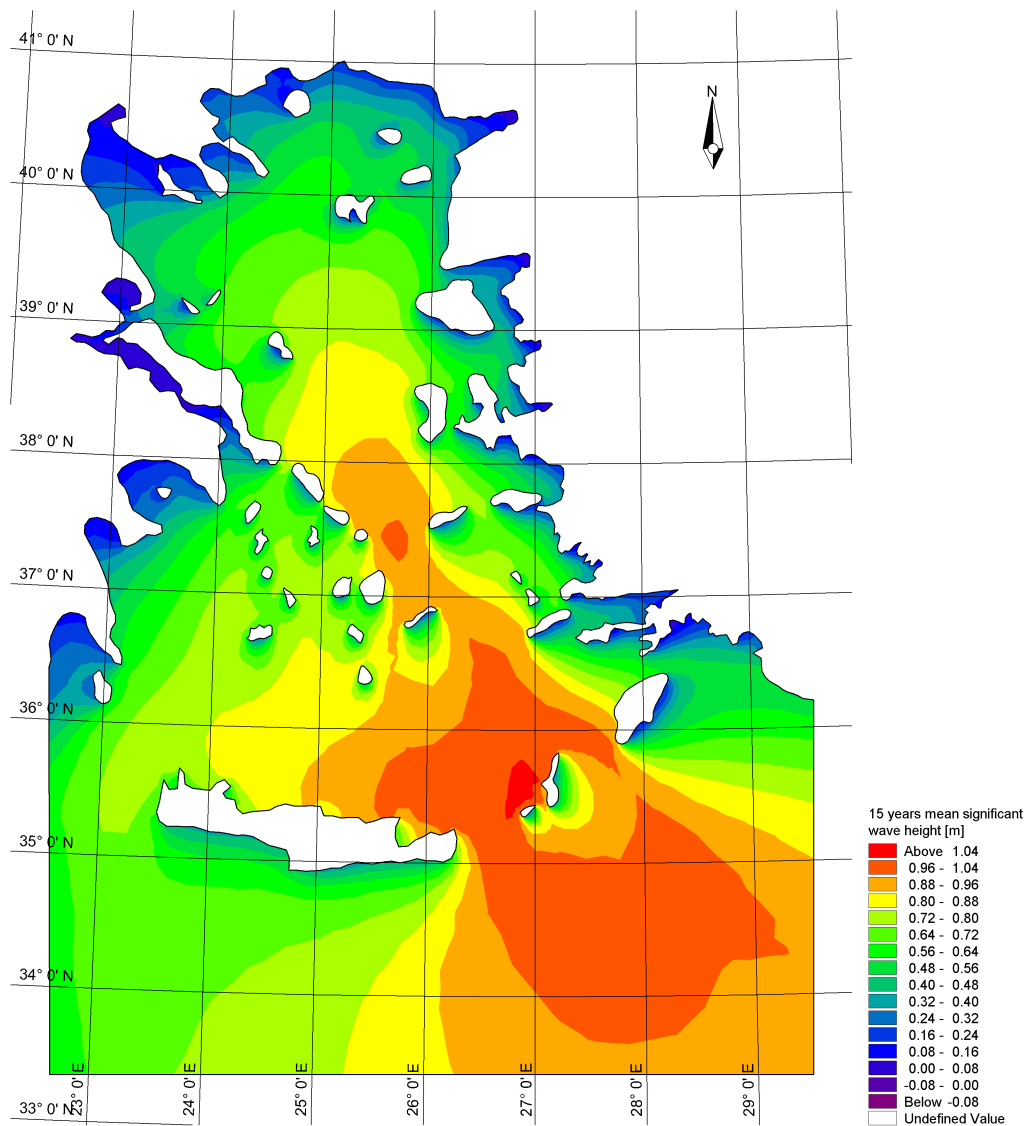 41° 0' N
N
40° 0' N
39° 0' N
38° 0' N
37° 0' N
36° 0' N
35° 0' N
34° 0' N
33° 0' N
23° 0' E
24° 0' E
25° 0' E
26° 0' E
27° 0' E
28° 0' E
29° 0' E
15 years mean significant
wave height [m]
Above 1.04
0.96 - 1.04
0.88 - 0.96
0.80 - 0.88
0.72 - 0.80
0.64 - 0.72
0.56 - 0.64
0.48 - 0.56
0.40 - 0.48
0.32 - 0.40
0.24 - 0.32
0.16 - 0.24
0.08 - 0.16
0.00 - 0.08
-0.08 - 0.00
Below -0.08
Undefined Value